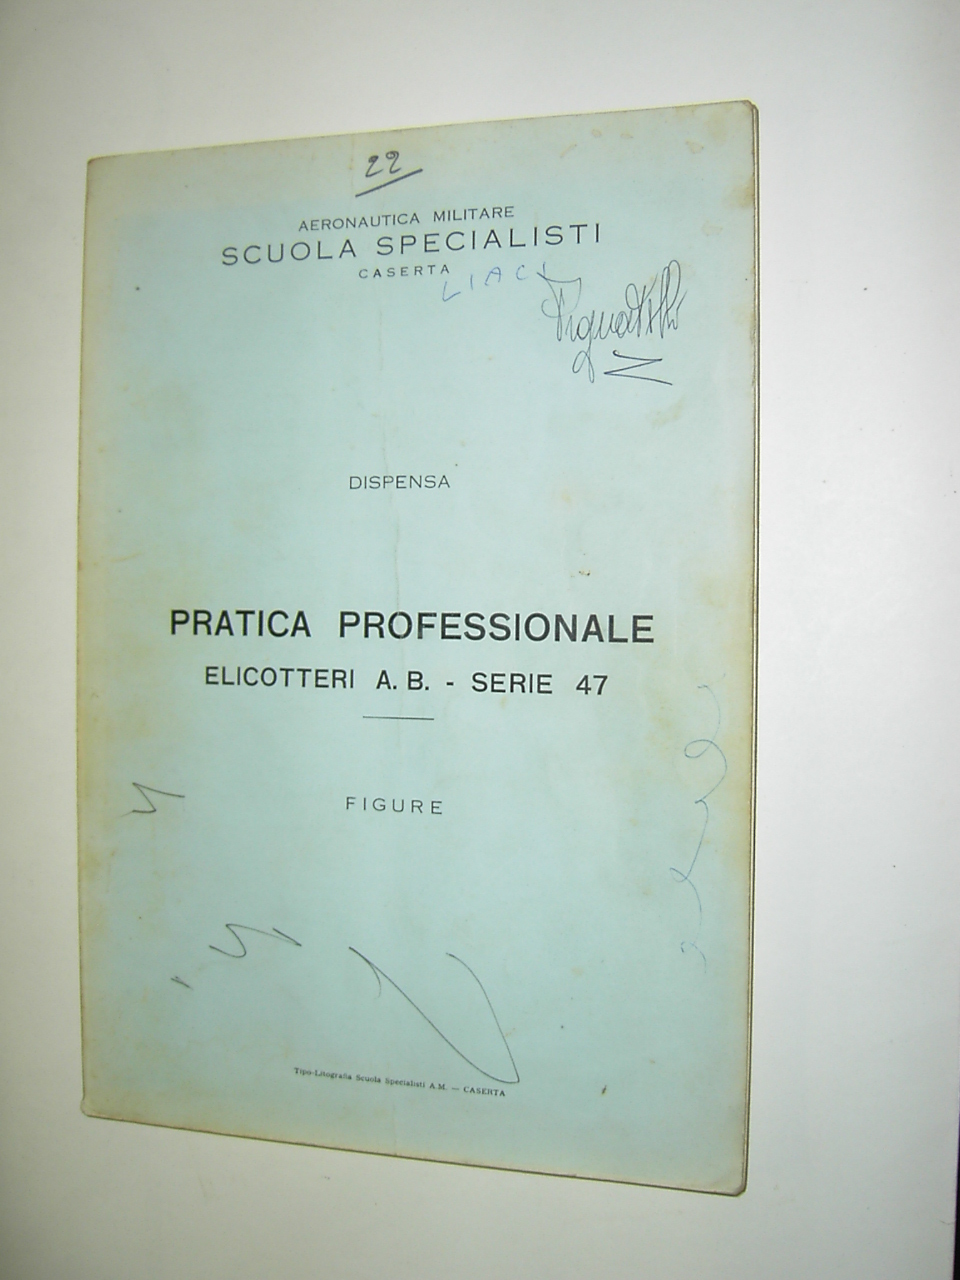 22
AERONAUTICA MILITARE
SCUOLA SPECIALISTI
CASERTA
LIACI
DISPENSA
PRATICA PROFESSIONALE
ELICOTTERI A. B. - SERIE 47
FIGURE
Tipo-Litografia Scuola Specialisti A.M. — CASERTA